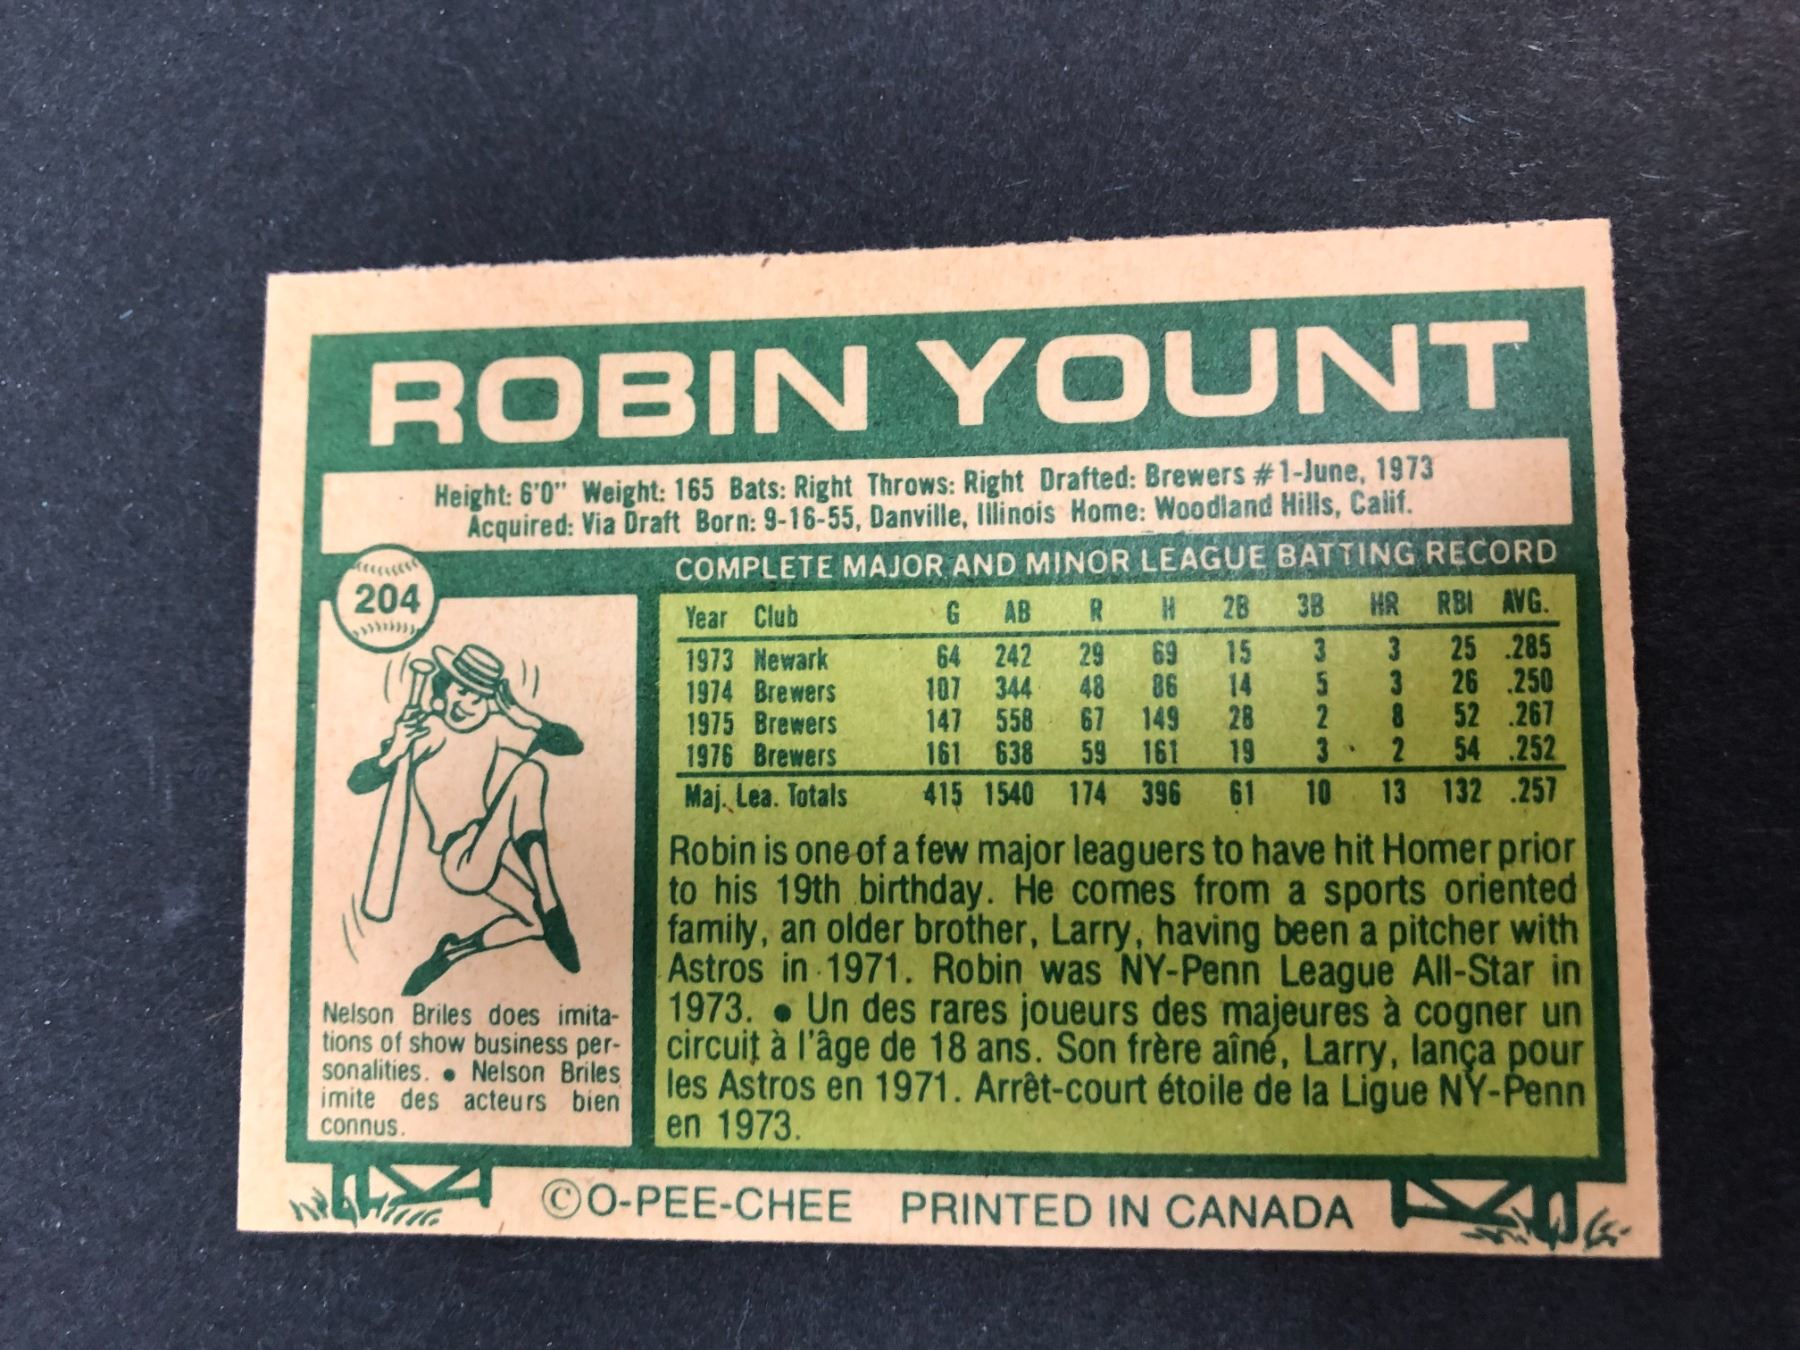 ROBIN YOUNT
Height: 6'0" Weight: 165 Bats: Right Throws: Right Drafted: Brewers #1-June, 1973
Acquired: Via Draft Born: 9-16-55, Danville, Illinois Home: Woodland Hills, Calif.
204
COMPLETE MAJOR AND MINOR LEAGUE BATTING RECORD
Year Club G AB R H 2B 3B HR RBI AVG.
1973 Newark 64 242 29 69 15 3 3 25 .285
1974 Brewers 107 344 48 86 14 5 3 26 .250
1975 Brewers 147 558 67 149 28 2 8 52 .267
1976 Brewers 161 638 59 161 19 3 2 54 .252
Maj. Lea. Totals 415 1540 174 396 61 10 13 132 .257
Robin is one of a few major leaguers to have hit Homer prior
to his 19th birthday. He comes from a sports oriented
family, an older brother, Larry, having been a pitcher with
Astros in 1971. Robin was NY-Penn League All-Star in
1973. • Un des rares joueurs des majeures à cogner un
circuit à l'âge de 18 ans. Son frère aîné, Larry, lança pour
les Astros en 1971. Arrêt-court étoile de la Ligue NY-Penn
en 1973.
Nelson Briles does imita-
tions of show business per-
sonalities. • Nelson Briles
imite des acteurs bien
connus.
©O-PEE-CHEE PRINTED IN CANADA